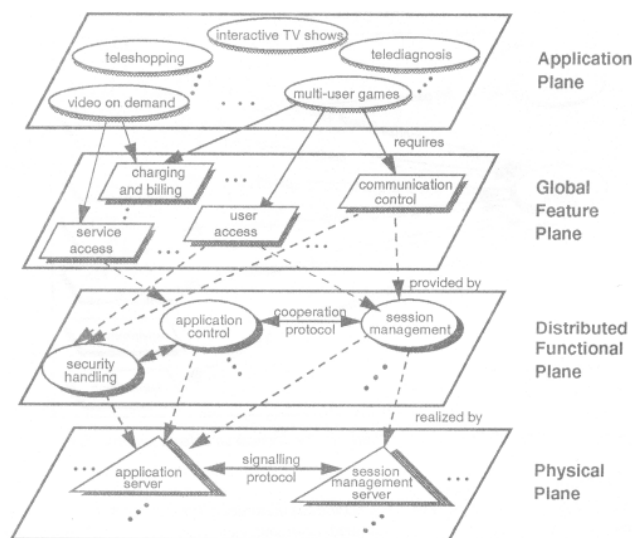 interactive TV shows
teleshopping
telediagnosis
video on demand
multi-user games
Application
Plane
requires
charging
and billing
communication
control
user
access
service
access
Global
Feature
Plane
provided by
application
control
cooperation
protocol
session
management
security
handling
Distributed
Functional
Plane
realized by
application
server
signalling
protocol
session
management
server
Physical
Plane